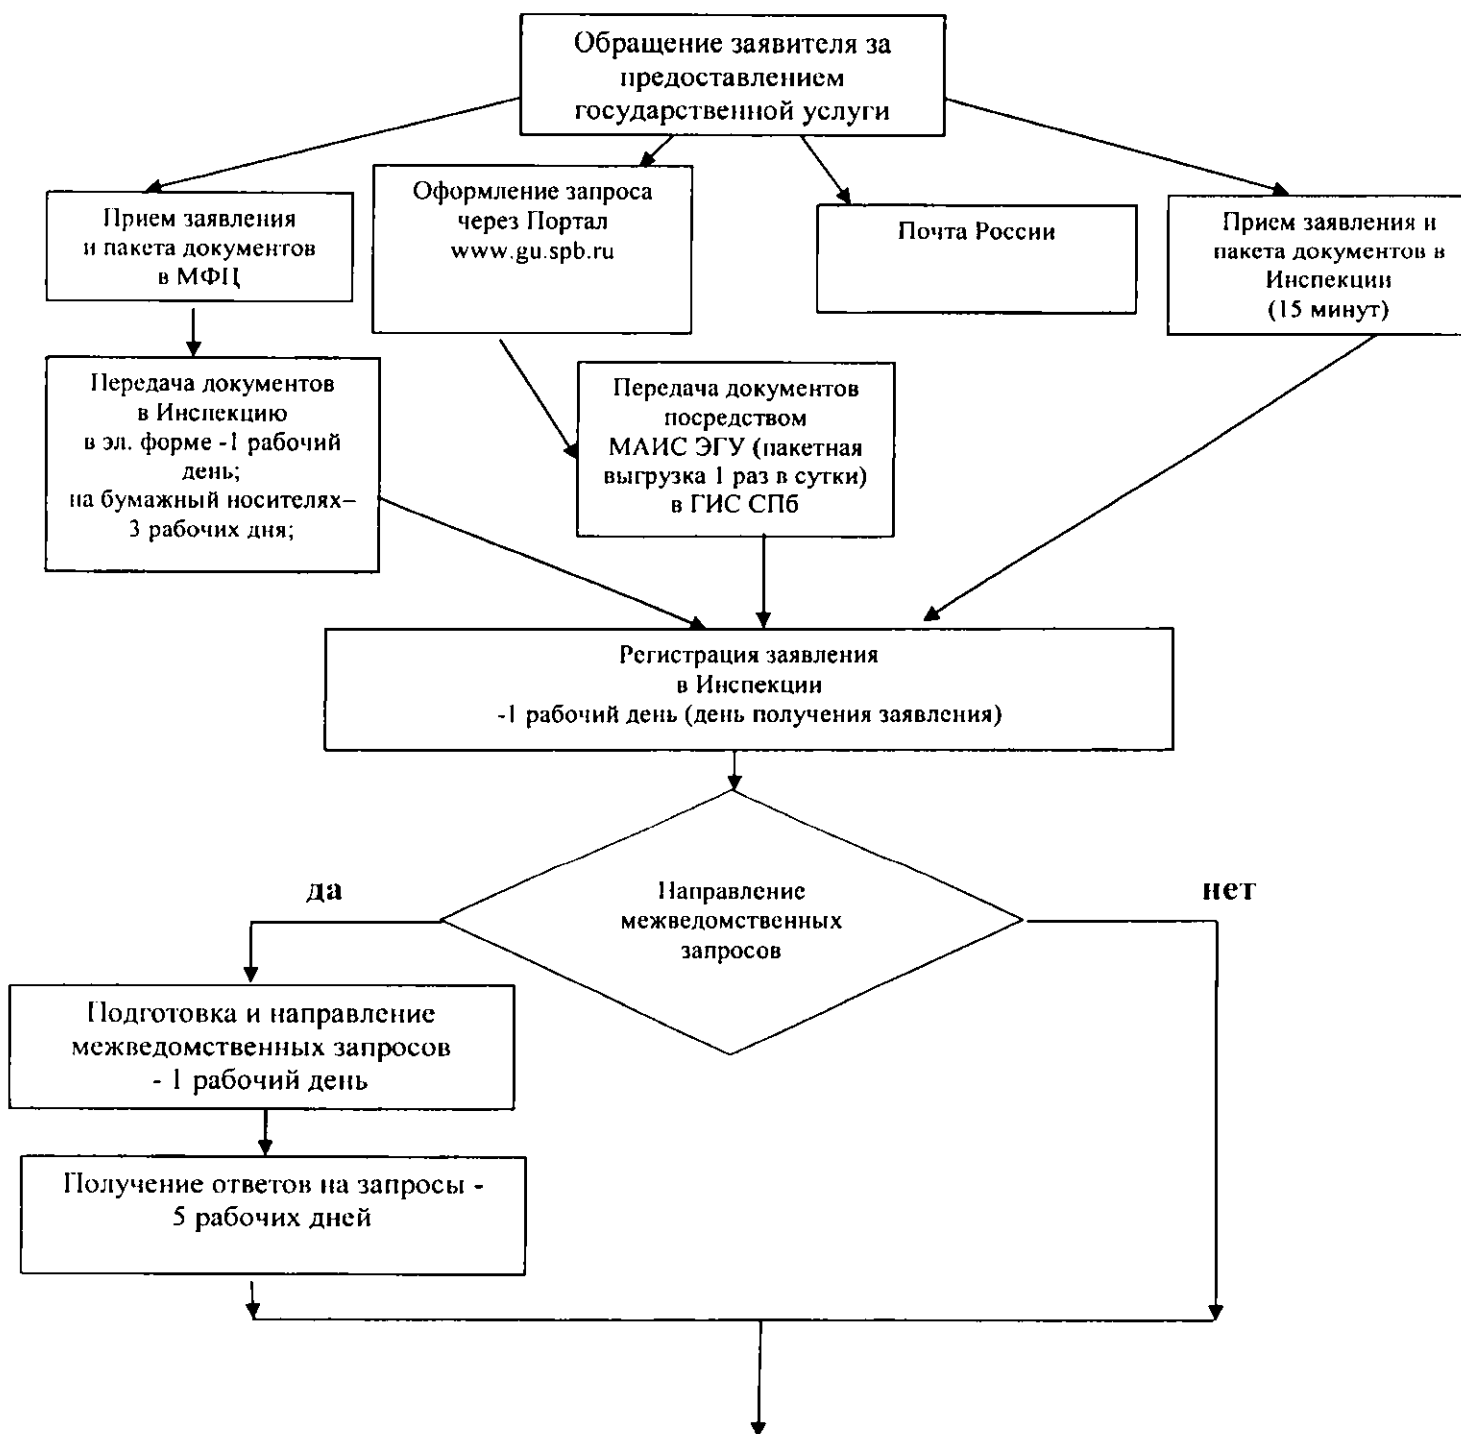 Обращение заявителя за
предоставлением
государственной услуги
Прием заявления
и пакета документов
в МФЦ
Оформление запроса
через Портал
www.gu.spb.ru
Почта России
Прием заявления и
пакета документов в
Инспекции
(15 минут)
Передача документов
в Инспекцию
в эл. форме -1 рабочий
день;
на бумажный носителях–
3 рабочих дня;
Передача документов
посредством
МАИС ЭГУ (пакетная
выгрузка 1 раз в сутки)
в ГИС СПб
Регистрация заявления
в Инспекции
-1 рабочий день (день получения заявления)
да
Направление
межведомственных
запросов
нет
Подготовка и направление
межведомственных запросов
- 1 рабочий день
Получение ответов на запросы -
5 рабочих дней